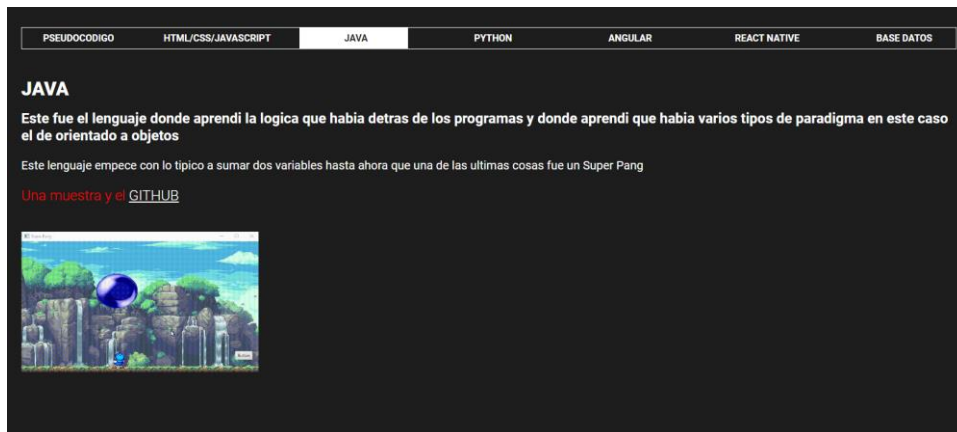 PSEUDOCODIGO HTML/CSS/JAVASCRIPT JAVA PYTHON ANGULAR REACT NATIVE BASE DATOS
JAVA
Este fue el lenguaje donde aprendi la logica que habia detras de los programas y donde aprendi que habia varios tipos de paradigma en este caso
el de orientado a objetos
Este lenguaje empece con lo tipico a sumar dos variables hasta ahora que una de las ultimas cosas fue un Super Pang
Una muestra y el GITHUB